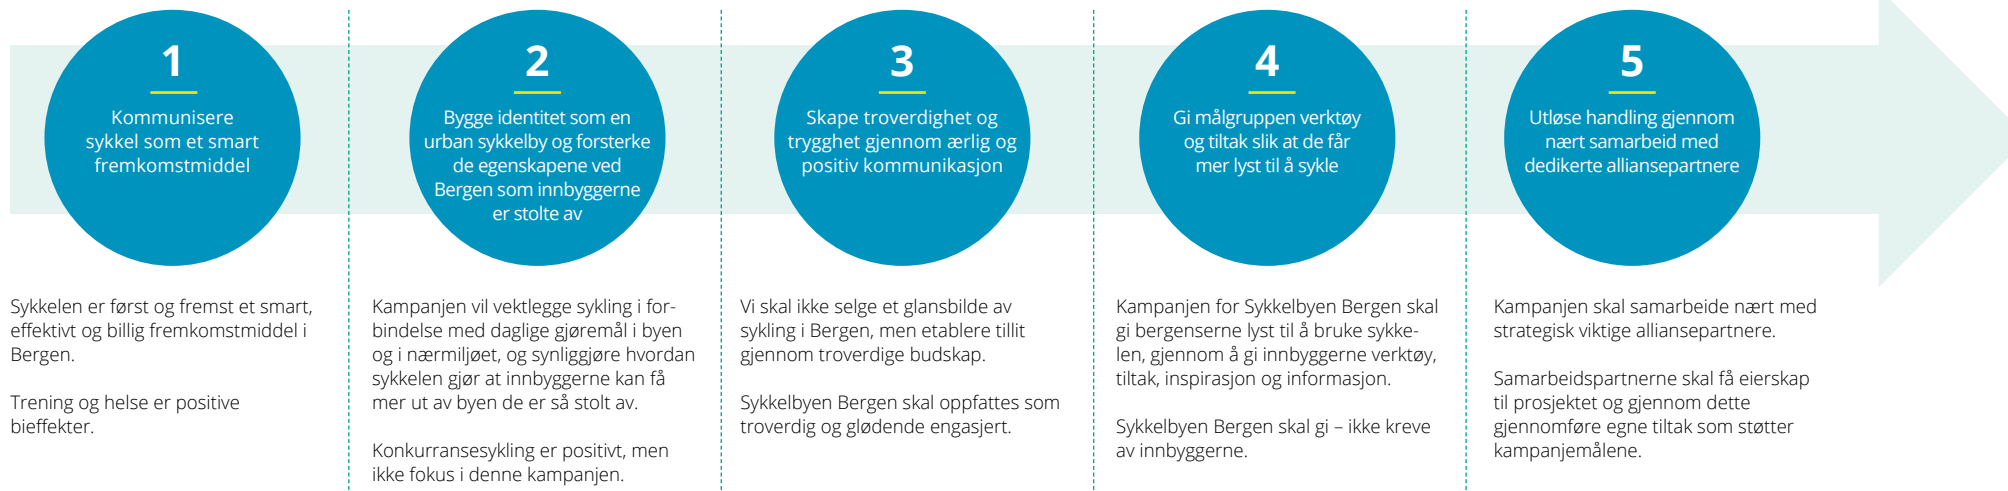 1
Kommunisere
sykkel som et smart
fremkomstmiddel
Sykkelen er først og fremst et smart,
effektivt og billig fremkomstmiddel i
Bergen.
Trening og helse er positive
bieffekter.
2
Bygge identitet som en
urban sykkelby og forsterke
de egenskapene ved
Bergen som innbyggerne
er stolte av
Kampanjen vil vektlegge sykling i for-
bindelse med daglige gjøremål i byen
og i nærmiljøet, og synliggjøre hvordan
sykkelen gjør at innbyggerne kan få
mer ut av byen de er så stolt av.
Konkurransesykling er positivt, men
ikke fokus i denne kampanjen.
3
Skape troverdighet og
trygghet gjennom ærlig og
positiv kommunikasjon
Vi skal ikke selge et glansbilde av
sykling i Bergen, men etablere tillit
gjennom troverdige budskap.
Sykkelbyen Bergen skal oppfattes som
troverdig og glødende engasjert.
4
Gi målgruppen verktøy
og tiltak slik at de får
mer lyst til å sykle
Kampanjen for Sykkelbyen Bergen skal
gi bergenserne lyst til å bruke sykke-
len, gjennom å gi innbyggerne verktøy,
tiltak, inspirasjon og informasjon.
Sykkelbyen Bergen skal gi – ikke kreve
av innbyggerne.
5
Utløse handling gjennom
nært samarbeid med
dedikerte alliansepartnere
Kampanjen skal samarbeide nært med
strategisk viktige alliansepartnere.
Samarbeidspartnerne skal få eierskap
til prosjektet og gjennom dette
gjennomføre egne tiltak som støtter
kampanjemålene.